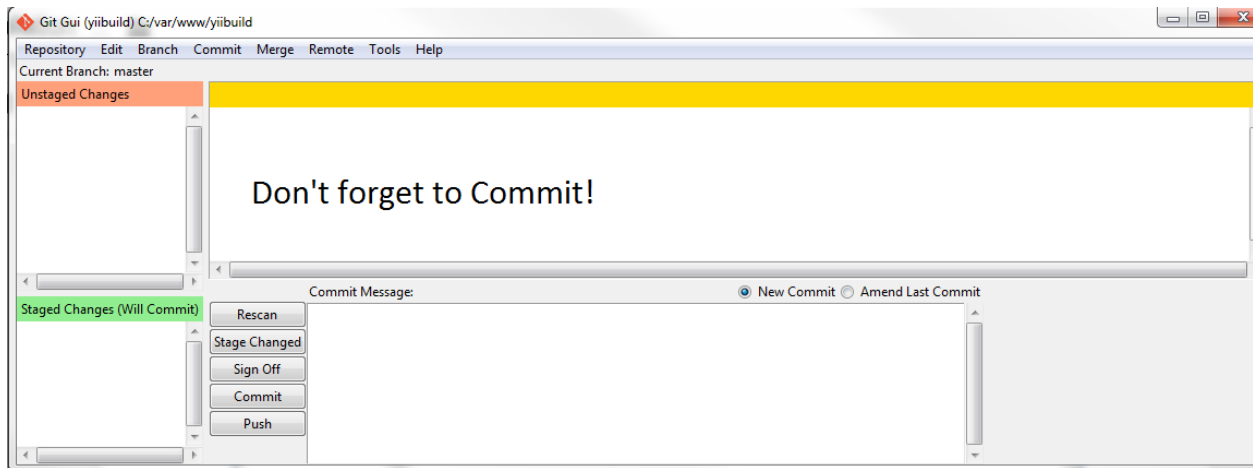 Git Gui (yiibuild) C:/var/www/yiibuild
Repository Edit Branch Commit Merge Remote Tools Help
Current Branch: master
Unstaged Changes
Don't forget to Commit!
Staged Changes (Will Commit)
Commit Message:
New Commit Amend Last Commit
Rescan
Stage Changed
Sign Off
Commit
Push